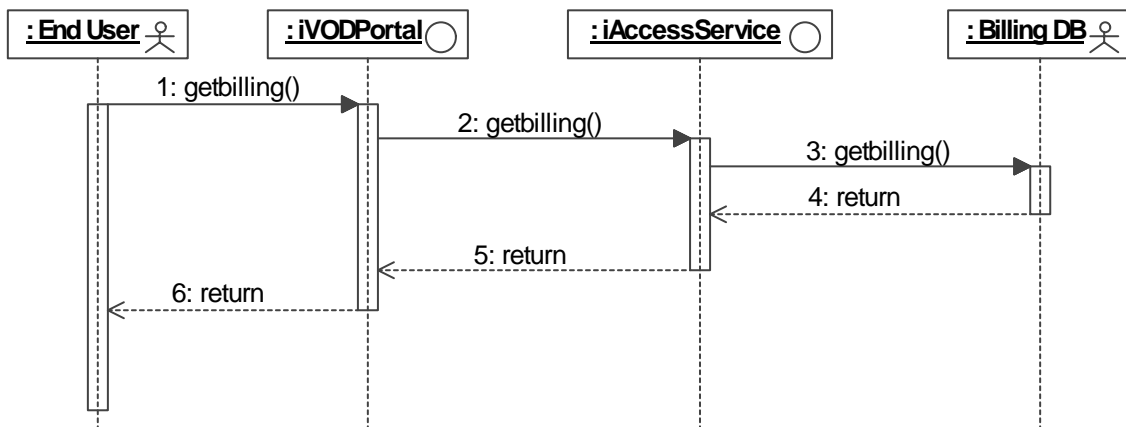 : End User
: iVODPortal
: iAccessService
: Billing DB
1: getbilling()
2: getbilling()
3: getbilling()
4: return
5: return
6: return